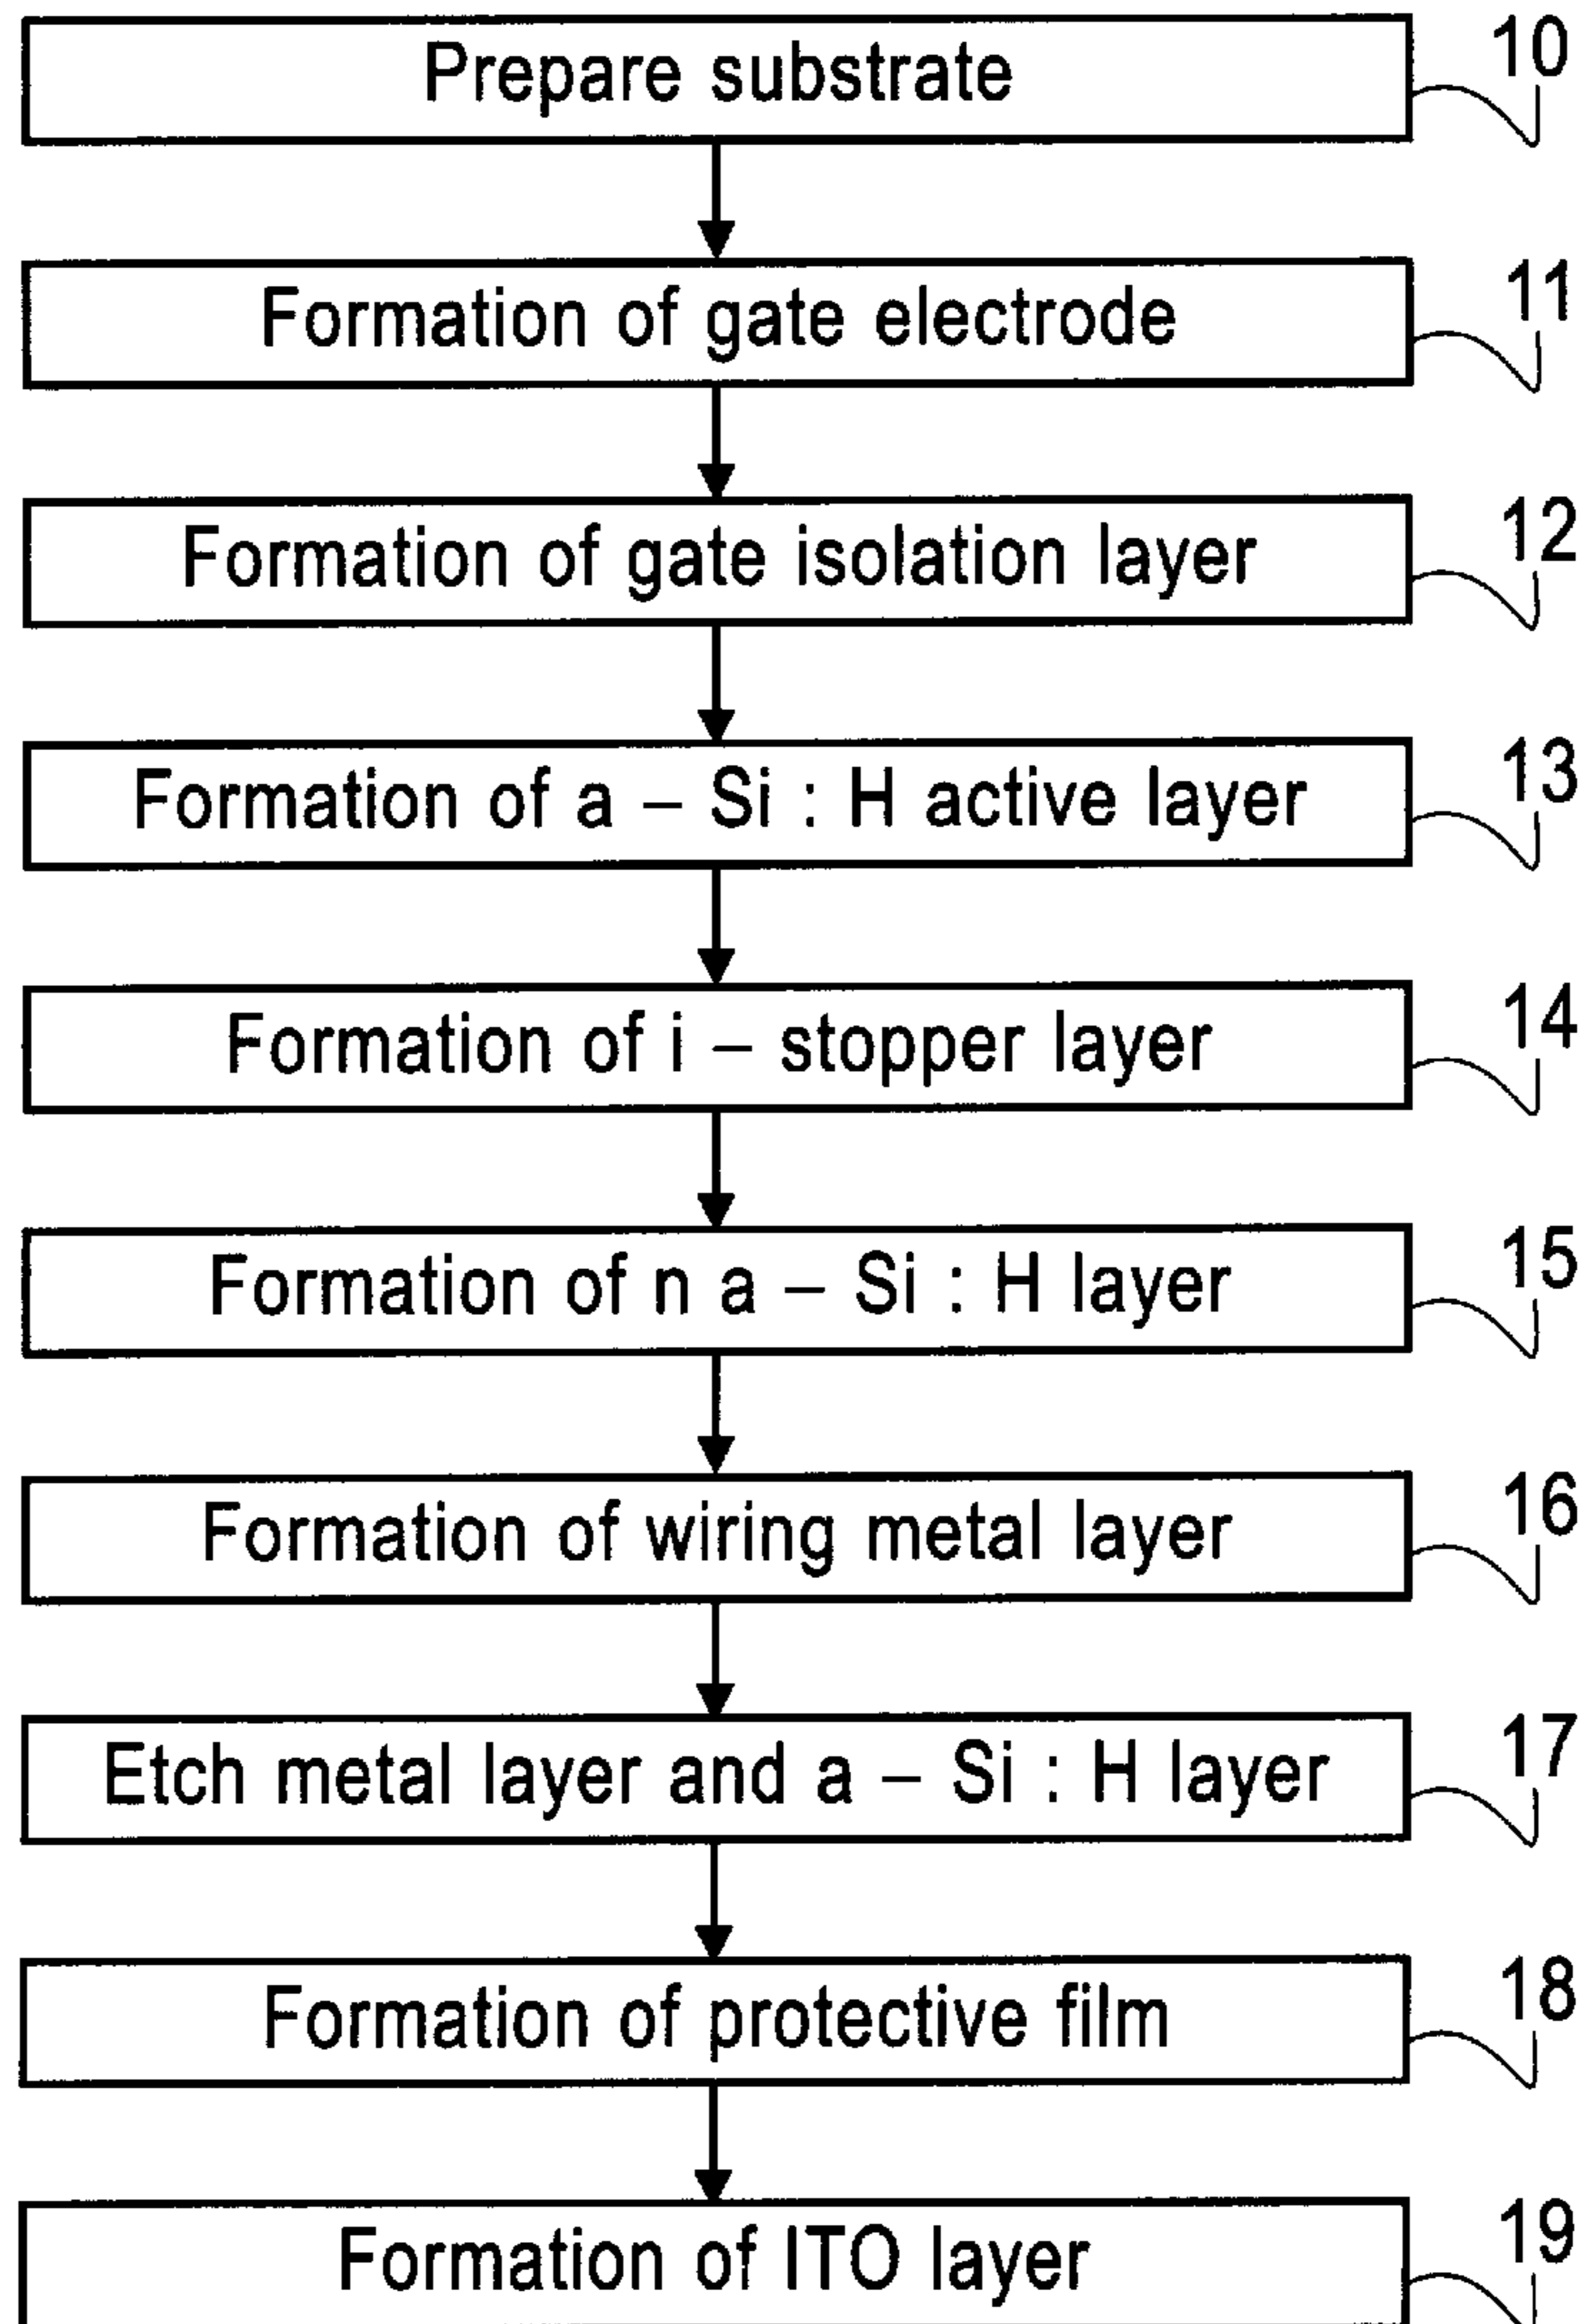 Prepare substrate 10
Formation of gate electrode 11
Formation of gate isolation layer 12
Formation of a – Si : H active layer 13
Formation of i – stopper layer 14
Formation of n a – Si : H layer 15
Formation of wiring metal layer 16
Etch metal layer and a – Si : H layer 17
Formation of protective film 18
Formation of ITO layer 19